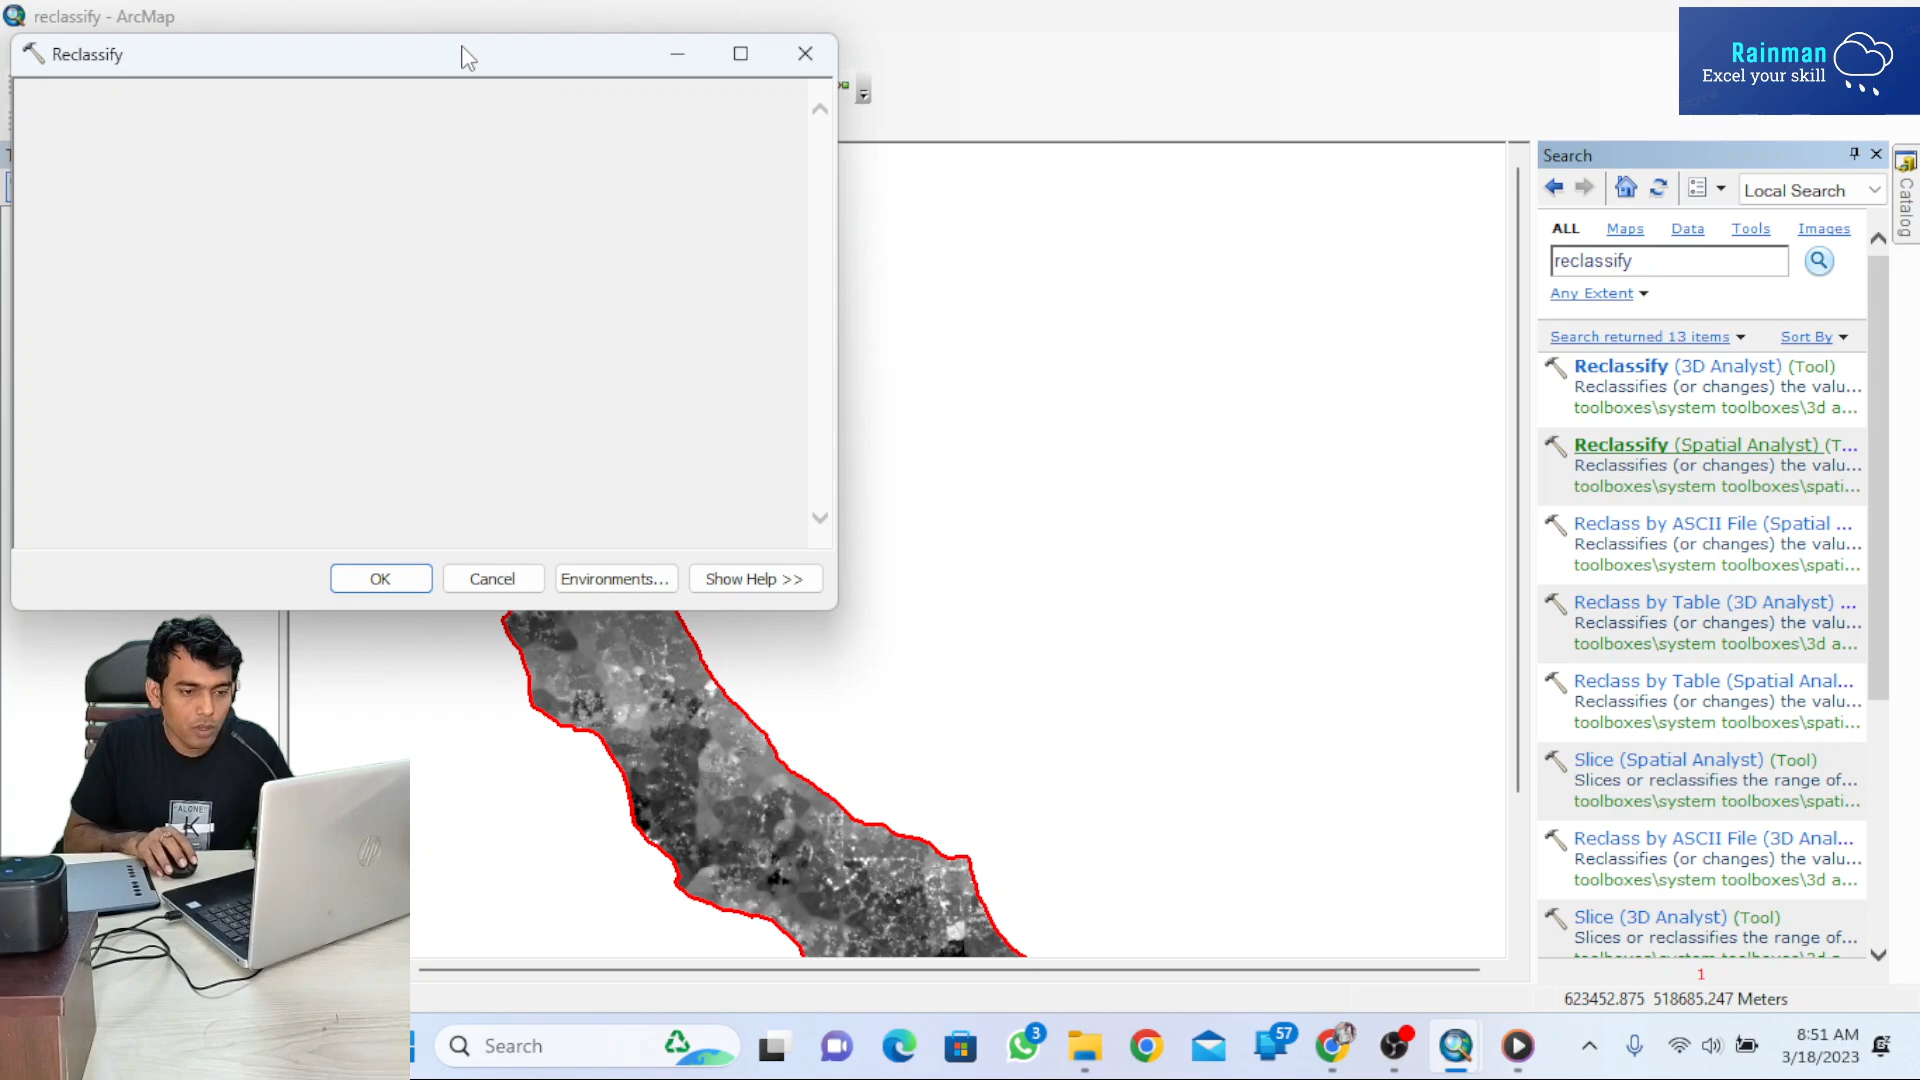 reclassify - ArcMap
Rainman
Excel your skill
Reclassify
OK
Cancel
Environments...
Show Help >>
Search
Local Search
ALL
Maps
Data
Tools
Images
reclassify
Any Extent
Search returned 13 items
Sort By
Reclassify (3D Analyst) (Tool)
Reclassifies (or changes) the valu...
toolboxes\system toolboxes\3d a...
Reclassify (Spatial Analyst) (T...
Reclassifies (or changes) the valu...
toolboxes\system toolboxes\spati...
Reclass by ASCII File (Spatial ...
Reclassifies (or changes) the valu...
toolboxes\system toolboxes\spati...
Reclass by Table (3D Analyst) ...
Reclassifies (or changes) the valu...
toolboxes\system toolboxes\3d a...
Reclass by Table (Spatial Anal...
Reclassifies (or changes) the valu...
toolboxes\system toolboxes\spati...
Slice (Spatial Analyst) (Tool)
Slices or reclassifies the range of...
toolboxes\system toolboxes\spati...
Reclass by ASCII File (3D Anal...
Reclassifies (or changes) the valu...
toolboxes\system toolboxes\3d a...
Slice (3D Analyst) (Tool)
Slices or reclassifies the range of...
1
Catalog
623452.875 518685.247 Meters
ALONE
K
hp
Search
3
57
8:51 AM
3/18/2023